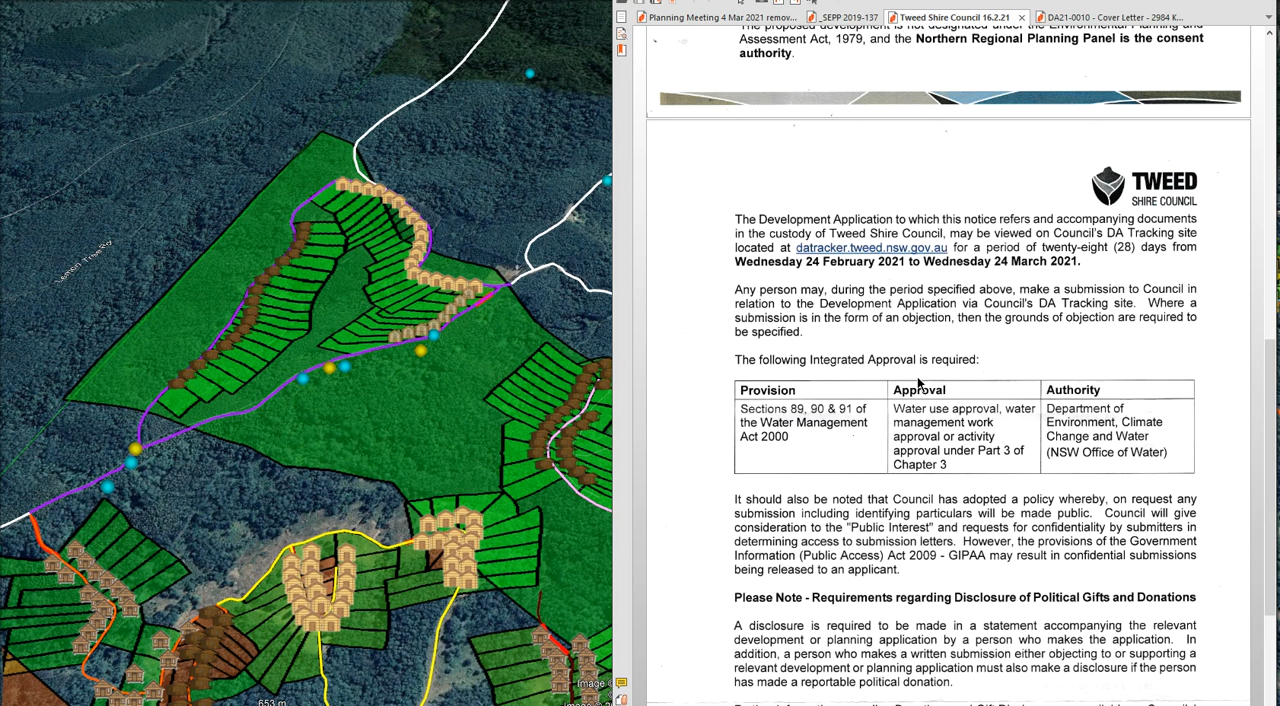 Planning Meeting 4 Mar 2021 remov...
_SEPP 2019-137
Tweed Shire Council 16.2.21
DA21-0010 - Cover Letter - 2984 K...
The proposed development is not designated under the Environmental Planning and
Assessment Act, 1979, and the Northern Regional Planning Panel is the consent
authority.
TWEED
SHIRE COUNCIL
The Development Application to which this notice refers and accompanying documents
in the custody of Tweed Shire Council, may be viewed on Council's DA Tracking site
located at datracker.tweed.nsw.gov.au for a period of twenty-eight (28) days from
Wednesday 24 February 2021 to Wednesday 24 March 2021.
Any person may, during the period specified above, make a submission to Council in
relation to the Development Application via Council's DA Tracking site. Where a
submission is in the form of an objection, then the grounds of objection are required to
be specified.
The following Integrated Approval is required:
Provision
Approval
Authority
Sections 89, 90 & 91 of
the Water Management
Act 2000
Water use approval, water
management work
approval or activity
approval under Part 3 of
Chapter 3
Department of
Environment, Climate
Change and Water
(NSW Office of Water)
It should also be noted that Council has adopted a policy whereby, on request any
submission including identifying particulars will be made public. Council will give
consideration to the "Public Interest" and requests for confidentiality by submitters in
determining access to submission letters. However, the provisions of the Government
Information (Public Access) Act 2009 - GIPAA may result in confidential submissions
being released to an applicant.
Please Note - Requirements regarding Disclosure of Political Gifts and Donations
A disclosure is required to be made in a statement accompanying the relevant
development or planning application by a person who makes the application. In
addition, a person who makes a written submission either objecting to or supporting a
relevant development or planning application must also make a disclosure if the person
has made a reportable political donation.
653 m
Image ©